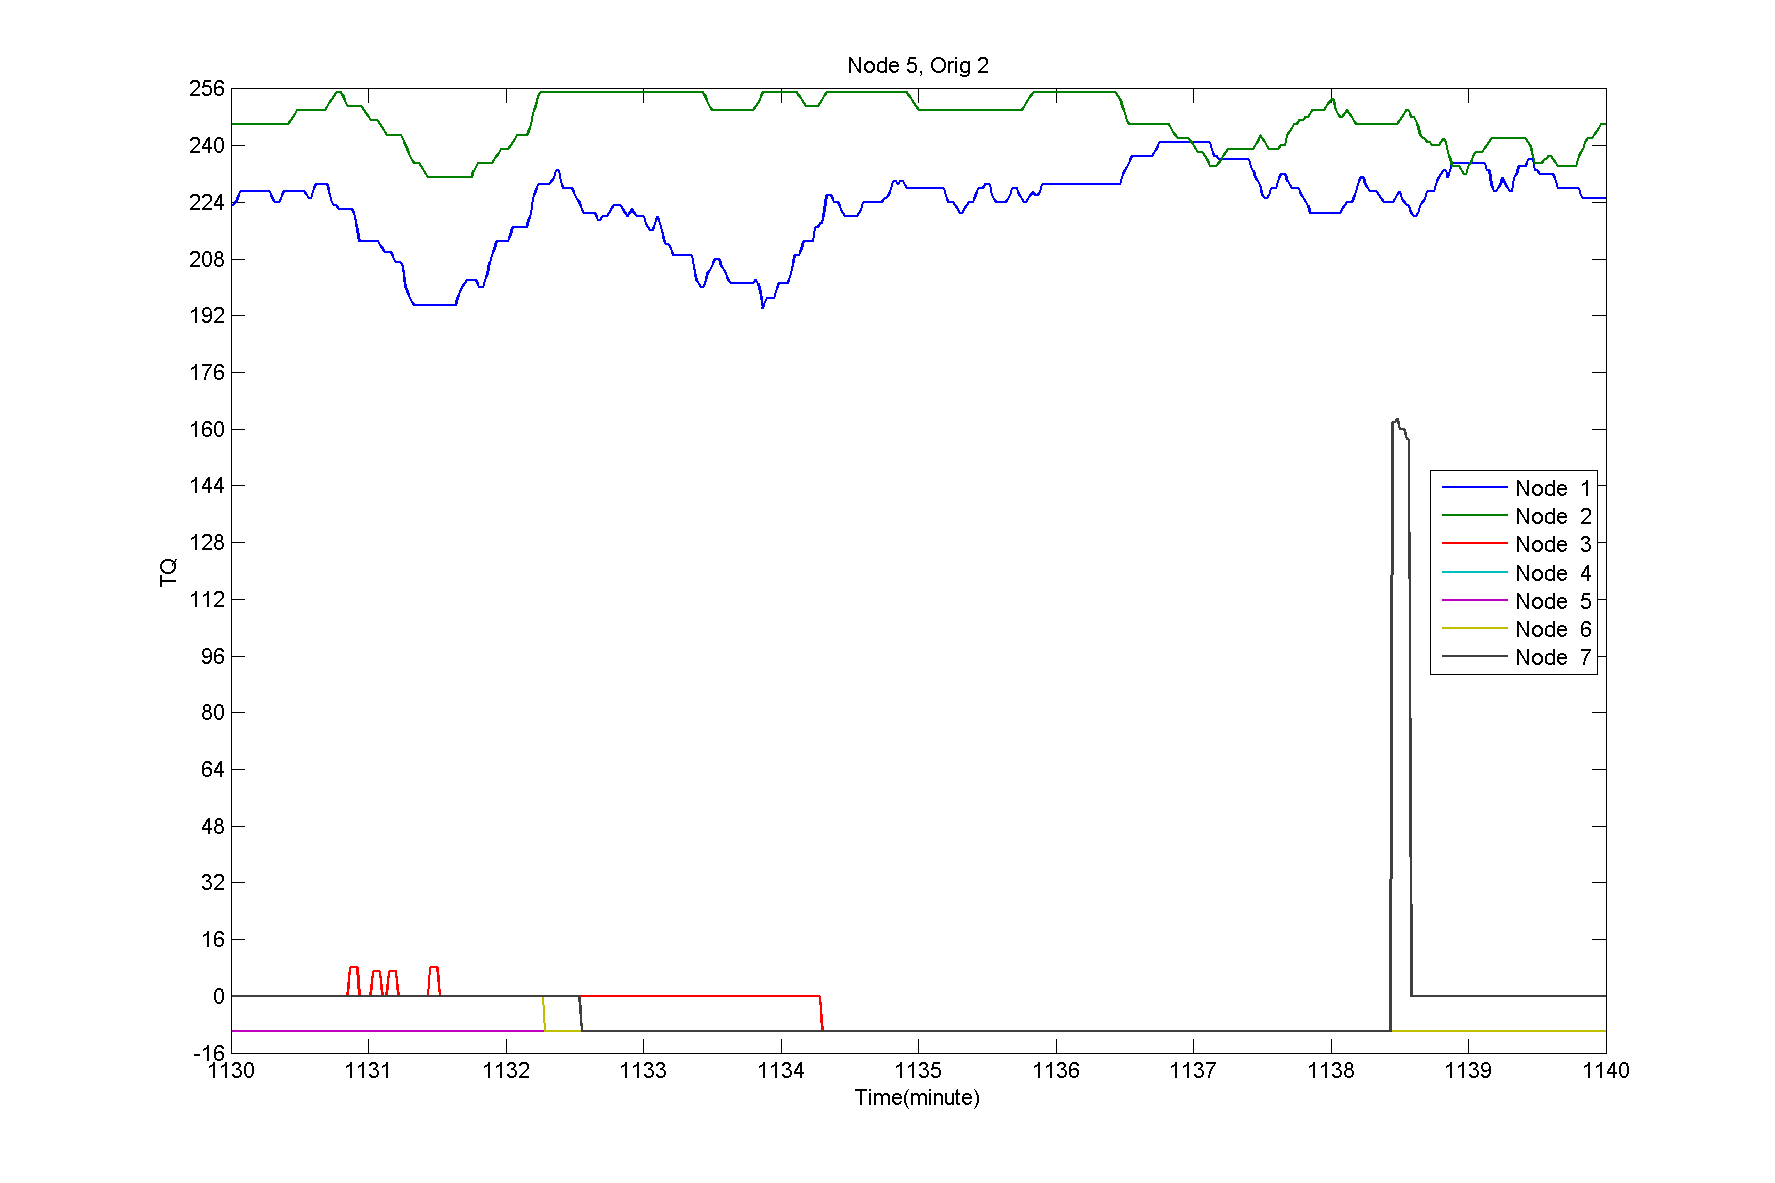 Node 5, Orig 2
256
240
224
208
192
176
160
144
128
112
96
80
64
48
32
16
0
-16
TQ
Node 1
Node 2
Node 3
Node 4
Node 5
Node 6
Node 7
1130 1131 1132 1133 1134 1135 1136 1137 1138 1139 1140
Time(minute)